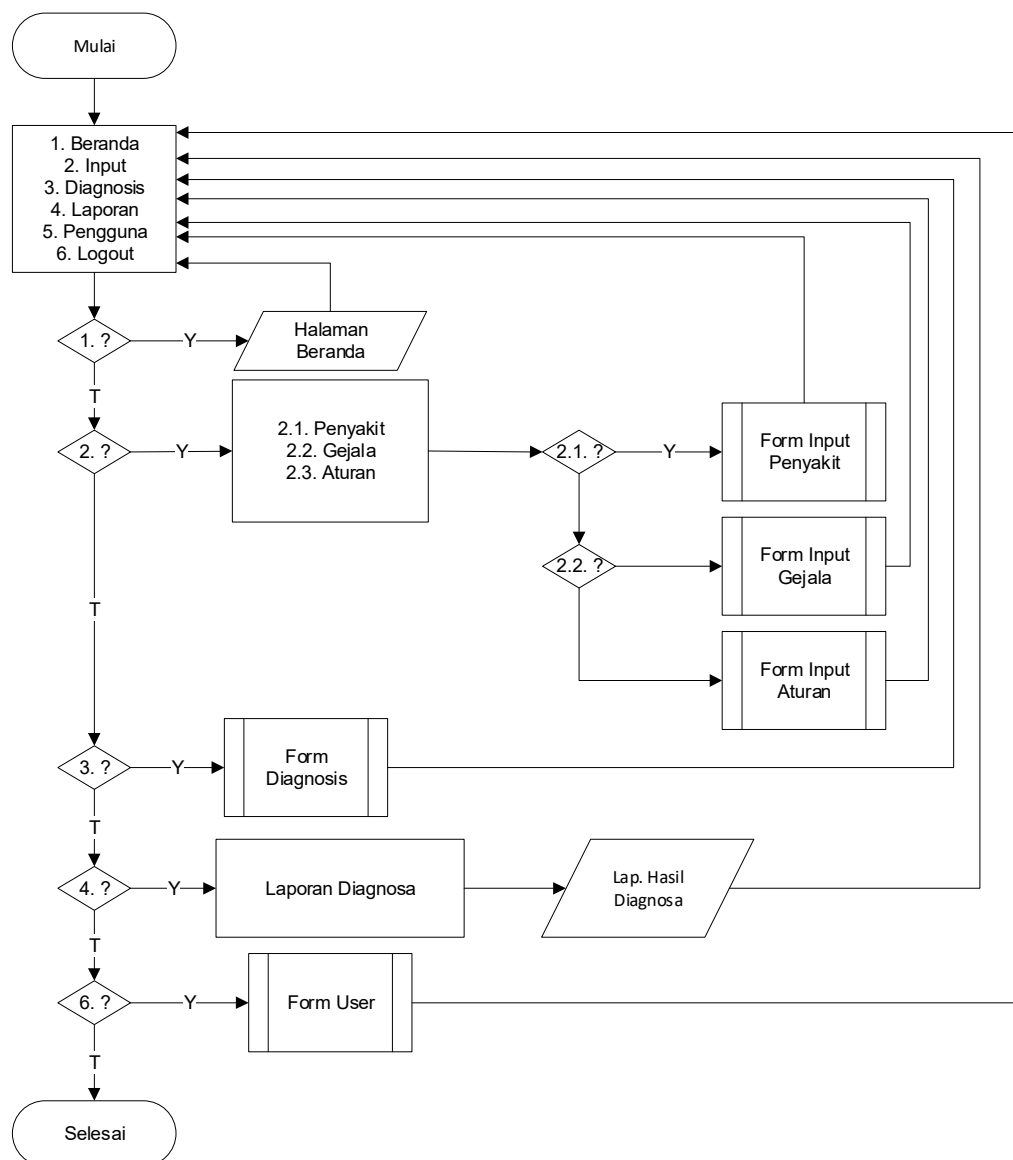 Mulai
1. Beranda
2. Input
3. Diagnosis
4. Laporan
5. Pengguna
6. Logout
1. ?
Y
Halaman
Beranda
T
2. ?
Y
2.1. Penyakit
2.2. Gejala
2.3. Aturan
2.1. ?
Y
Form Input
Penyakit
2.2. ?
Form Input
Gejala
T
Form Input
Aturan
3. ?
Y
Form
Diagnosis
T
4. ?
Y
Laporan Diagnosa
Lap. Hasil
Diagnosa
T
6. ?
Y
Form User
T
Selesai